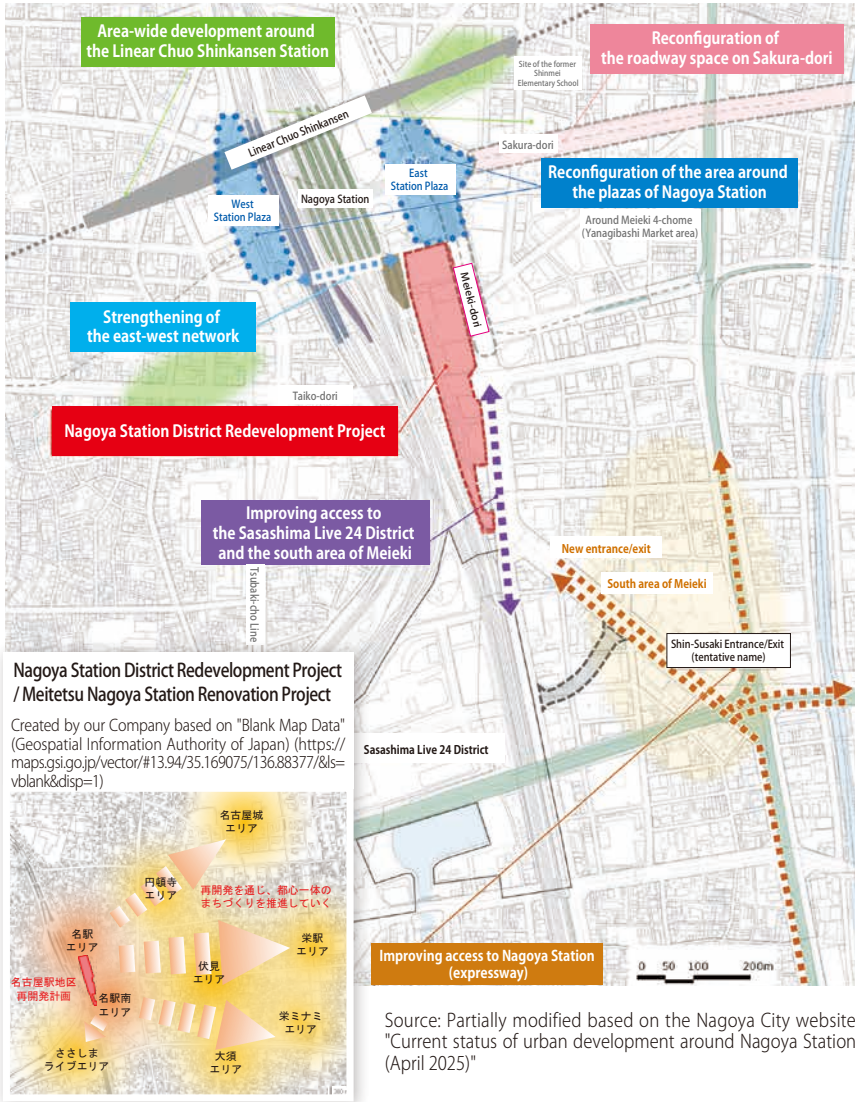 Area-wide development around
the Linear Chuo Shinkansen Station
Reconfiguration of
the roadway space on Sakura-dori
Site of the former
Shinmei
Elementary School
Linear Chuo Shinkansen
Sakura-dori
East
Station Plaza
Nagoya Station
West
Station Plaza
Reconfiguration of the area around
the plazas of Nagoya Station
Around Meieki 4-chome
(Yanagibashi Market area)
Meieki-dori
Strengthening of
the east-west network
Taiko-dori
Nagoya Station District Redevelopment Project
Improving access to
the Sasashima Live 24 District
and the south area of Meieki
New entrance/exit
South area of Meieki
Tsubaki-cho Line
Shin-Susaki Entrance/Exit
(tentative name)
Sasashima Live 24 District
Nagoya Station District Redevelopment Project
/ Meitetsu Nagoya Station Renovation Project
Created by our Company based on "Blank Map Data"
(Geospatial Information Authority of Japan) (https://
maps.gsi.go.jp/vector/#13.94/35.169075/136.88377/&ls=
vblank&disp=1)
名古屋城
エリア
円頓寺
エリア
再開発を通じ、都心一体の
まちづくりを推進していく
名駅
エリア
栄駅
エリア
伏見
エリア
名古屋駅地区
再開発計画
名駅南
エリア
栄ミナミ
エリア
ささしま
ライブエリア
大須
エリア
Improving access to Nagoya Station
(expressway)
0 50 100 200m
Source: Partially modified based on the Nagoya City website
"Current status of urban development around Nagoya Station
(April 2025)"